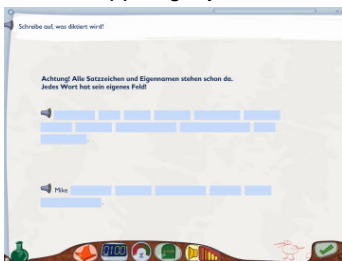 Schreibe auf, was diktiert wird!
Achtung! Alle Satzzeichen und Eigennamen stehen schon da.
Jedes Wort hat sein eigenes Feld!
.
Mike
.